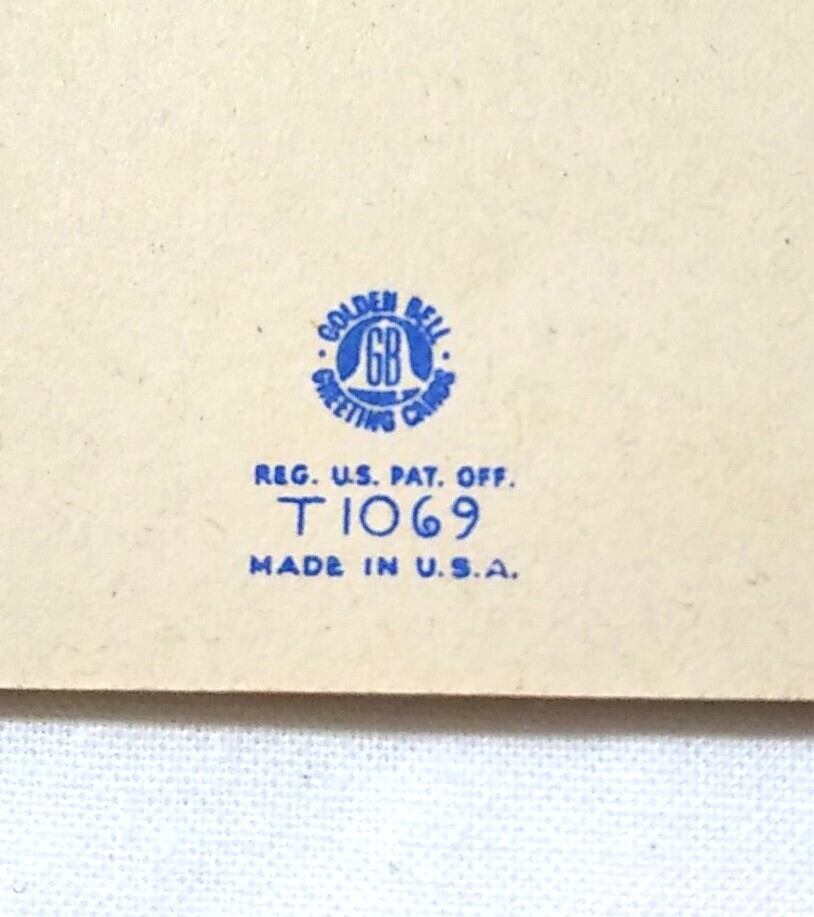 GOLDEN BELL
GB
GREETING CARDS
REG. U.S. PAT. OFF.
T1069
MADE IN U.S.A.